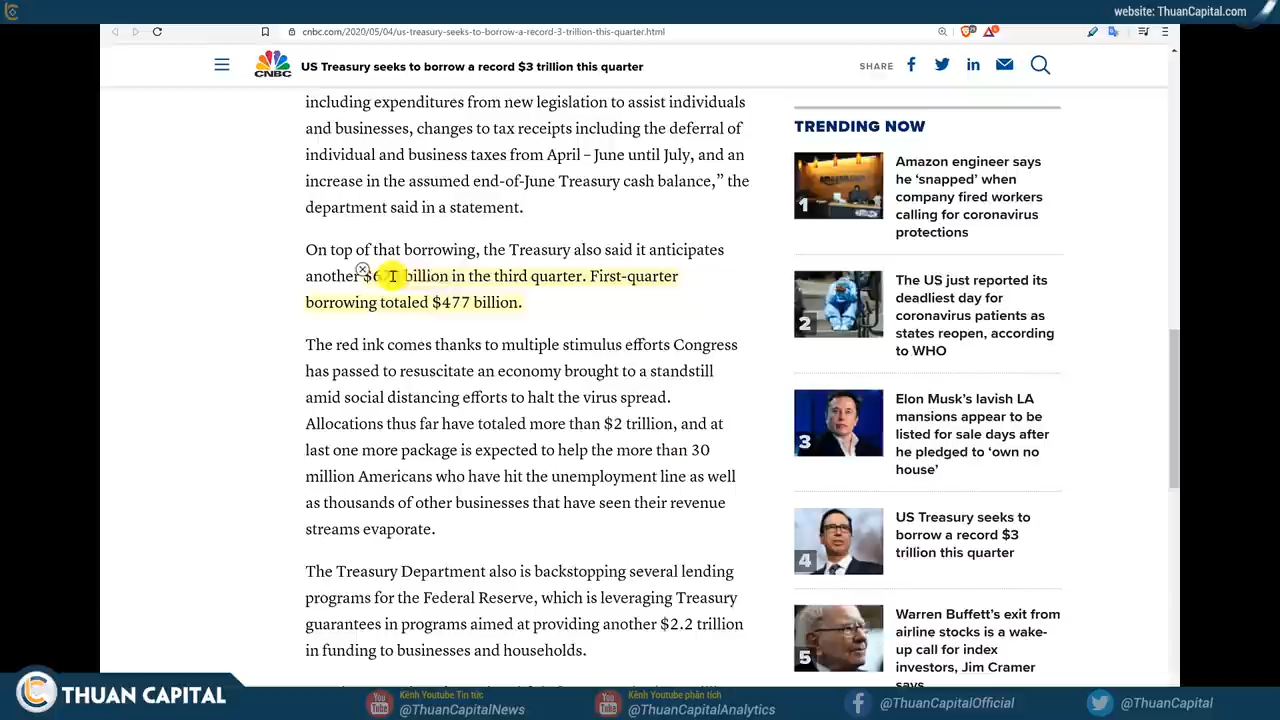 website: ThuanCapital.com
cnbc.com/2020/05/04/us-treasury-seeks-to-borrow-a-record-3-trillion-this-quarter.html
CNBC
US Treasury seeks to borrow a record $3 trillion this quarter
SHARE
including expenditures from new legislation to assist individuals
and businesses, changes to tax receipts including the deferral of
individual and business taxes from April – June until July, and an
increase in the assumed end-of-June Treasury cash balance,” the
department said in a statement.
On top of that borrowing, the Treasury also said it anticipates
another billion in the third quarter. First-quarter
borrowing totaled $477 billion.
The red ink comes thanks to multiple stimulus efforts Congress
has passed to resuscitate an economy brought to a standstill
amid social distancing efforts to halt the virus spread.
Allocations thus far have totaled more than $2 trillion, and at
last one more package is expected to help the more than 30
million Americans who have hit the unemployment line as well
as thousands of other businesses that have seen their revenue
streams evaporate.
The Treasury Department also is backstopping several lending
programs for the Federal Reserve, which is leveraging Treasury
guarantees in programs aimed at providing another $2.2 trillion
in funding to businesses and households.
TRENDING NOW
1
Amazon engineer says
he ‘snapped’ when
company fired workers
calling for coronavirus
protections
2
The US just reported its
deadliest day for
coronavirus patients as
states reopen, according
to WHO
3
Elon Musk’s lavish LA
mansions appear to be
listed for sale days after
he pledged to ‘own no
house’
4
US Treasury seeks to
borrow a record $3
trillion this quarter
5
Warren Buffett’s exit from
airline stocks is a wake-
up call for index
investors, Jim Cramer
says
THUAN CAPITAL
Kênh Youtube Tin tức
@ThuanCapitalNews
Kênh Youtube phân tích
@ThuanCapitalAnalytics
@ThuanCapitalOfficial
@ThuanCapital